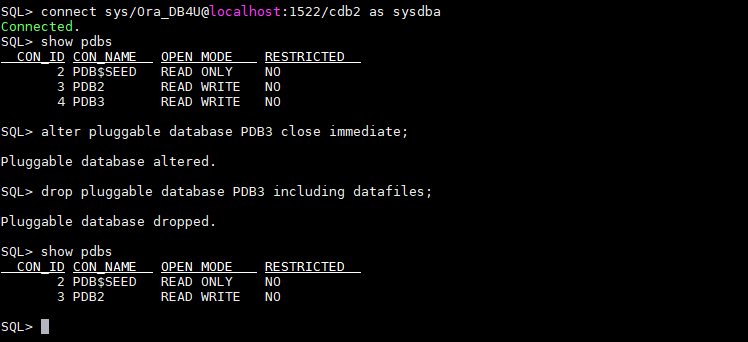 SQL> connect sys/Ora_DB4U@localhost:1522/cdb2 as sysdba
Connected.
SQL> show pdbs
CON_ID CON_NAME OPEN MODE RESTRICTED
2 PDB$SEED READ ONLY NO
3 PDB2 READ WRITE NO
4 PDB3 READ WRITE NO
SQL> alter pluggable database PDB3 close immediate;
Pluggable database altered.
SQL> drop pluggable database PDB3 including datafiles;
Pluggable database dropped.
SQL> show pdbs
CON_ID CON_NAME OPEN MODE RESTRICTED
2 PDB$SEED READ ONLY NO
3 PDB2 READ WRITE NO
SQL>